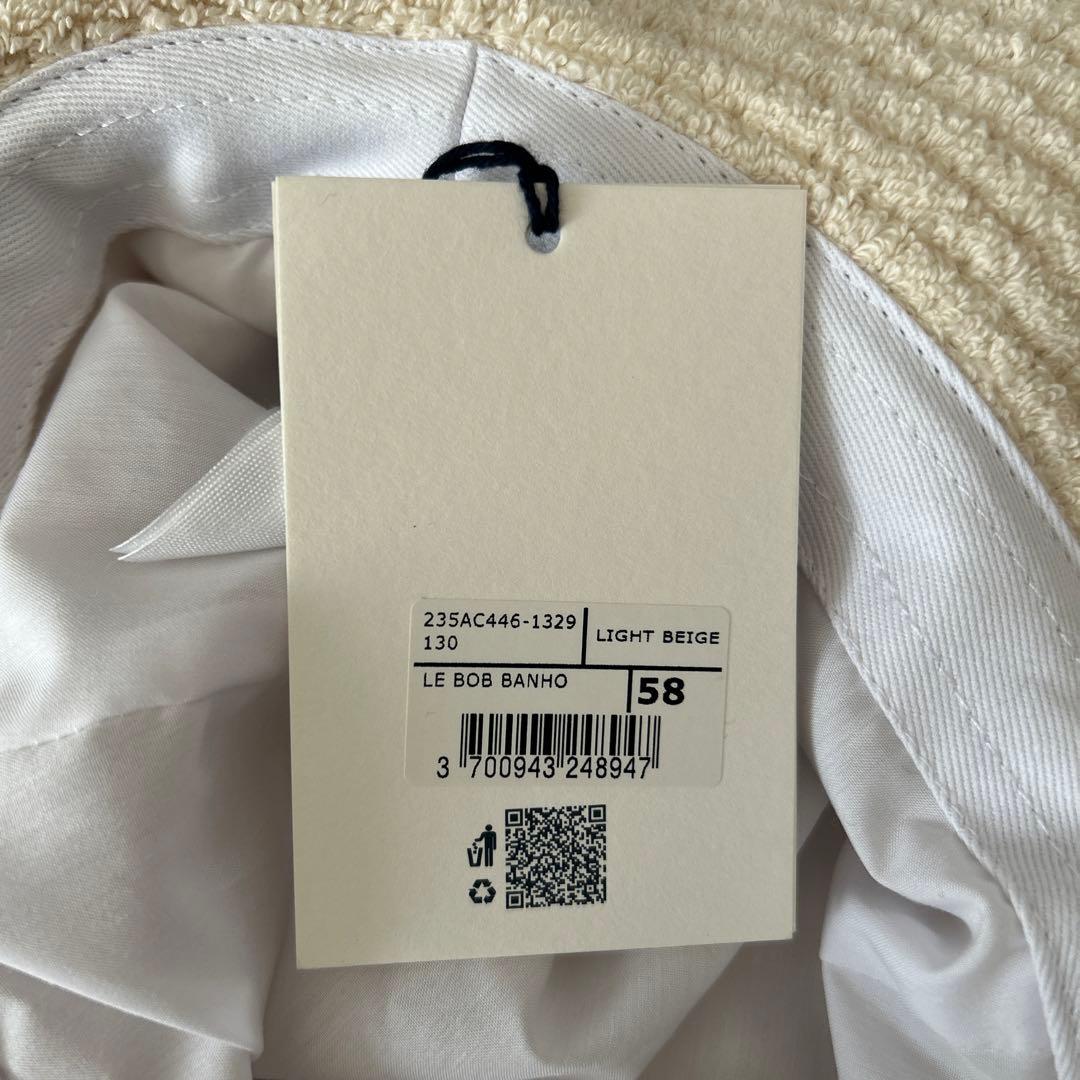 235AC446-1329
130
LIGHT BEIGE
LE BOB BANHO
58
3 700943 248947